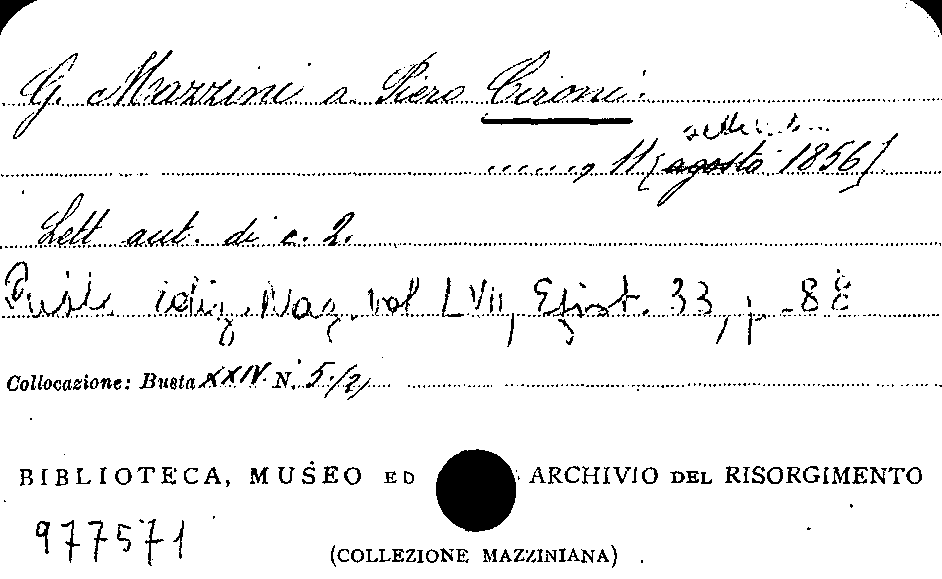 G. Mazzini a Piero Cironi.
settemb...
......., 11 [agosto 1856].
Lett. aut. di c. 2.
Pubbl. Ediz. Naz. vol LVII, Epist. 33, p. 88
Collocazione: Busta XXIV N. 5/2,
BIBLIOTECA, MUSEO ED ARCHIVIO DEL RISORGIMENTO
977571
(COLLEZIONE MAZZINIANA)